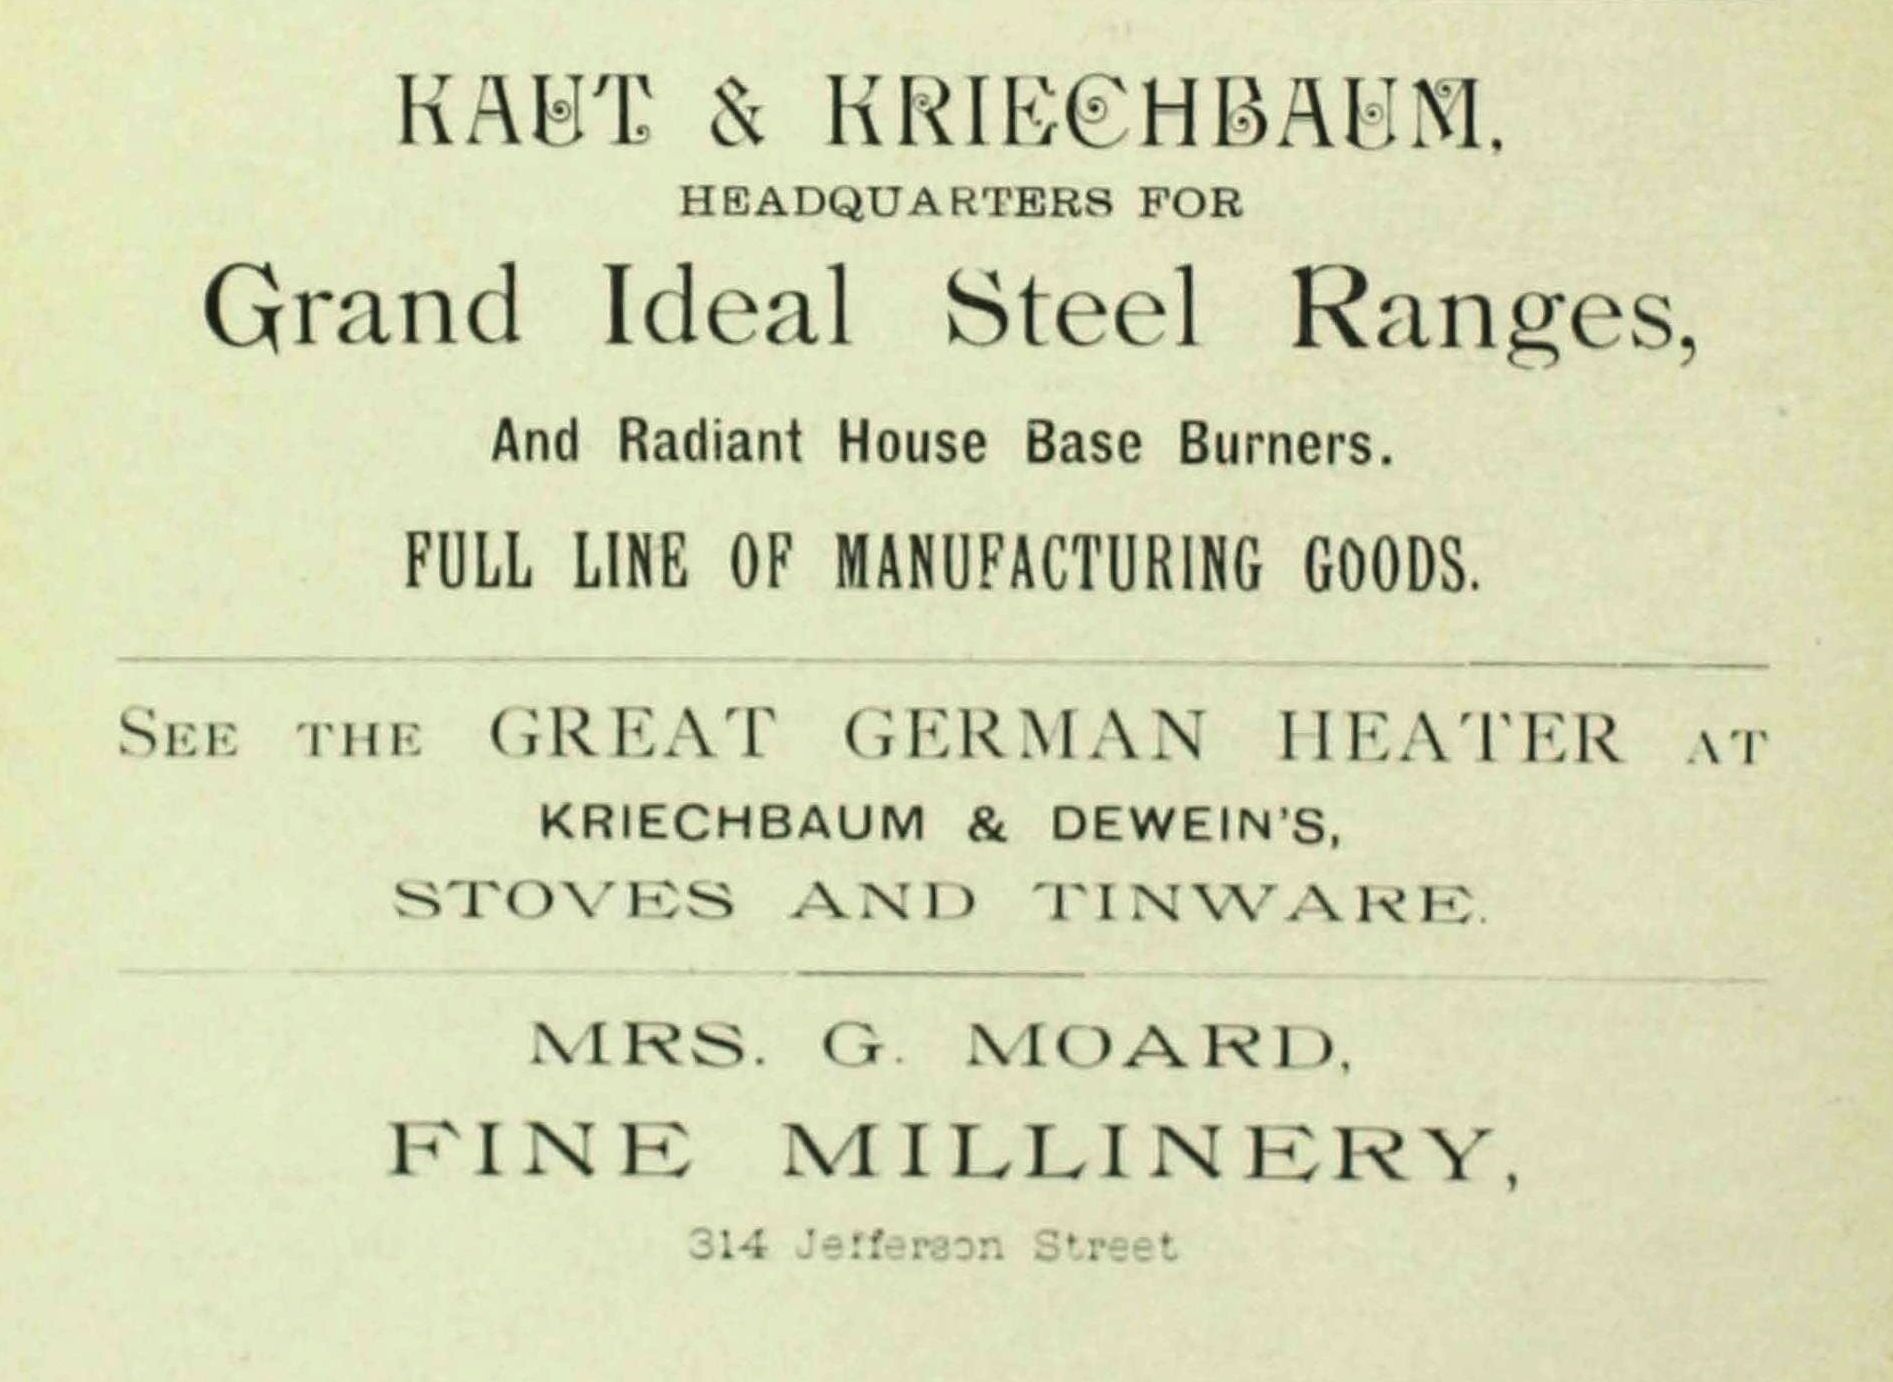 KAUT & KRIECHBAUM.
HEADQUARTERS FOR
Grand Ideal Steel Ranges,
And Radiant House Base Burners.
FULL LINE OF MANUFACTURING GOODS.
SEE THE GREAT GERMAN HEATER AT
KRIECHBAUM & DEWEIN'S,
STOVES AND TINWARE.
MRS. G. MOARD,
FINE MILLINERY,
314 Jefferson Street